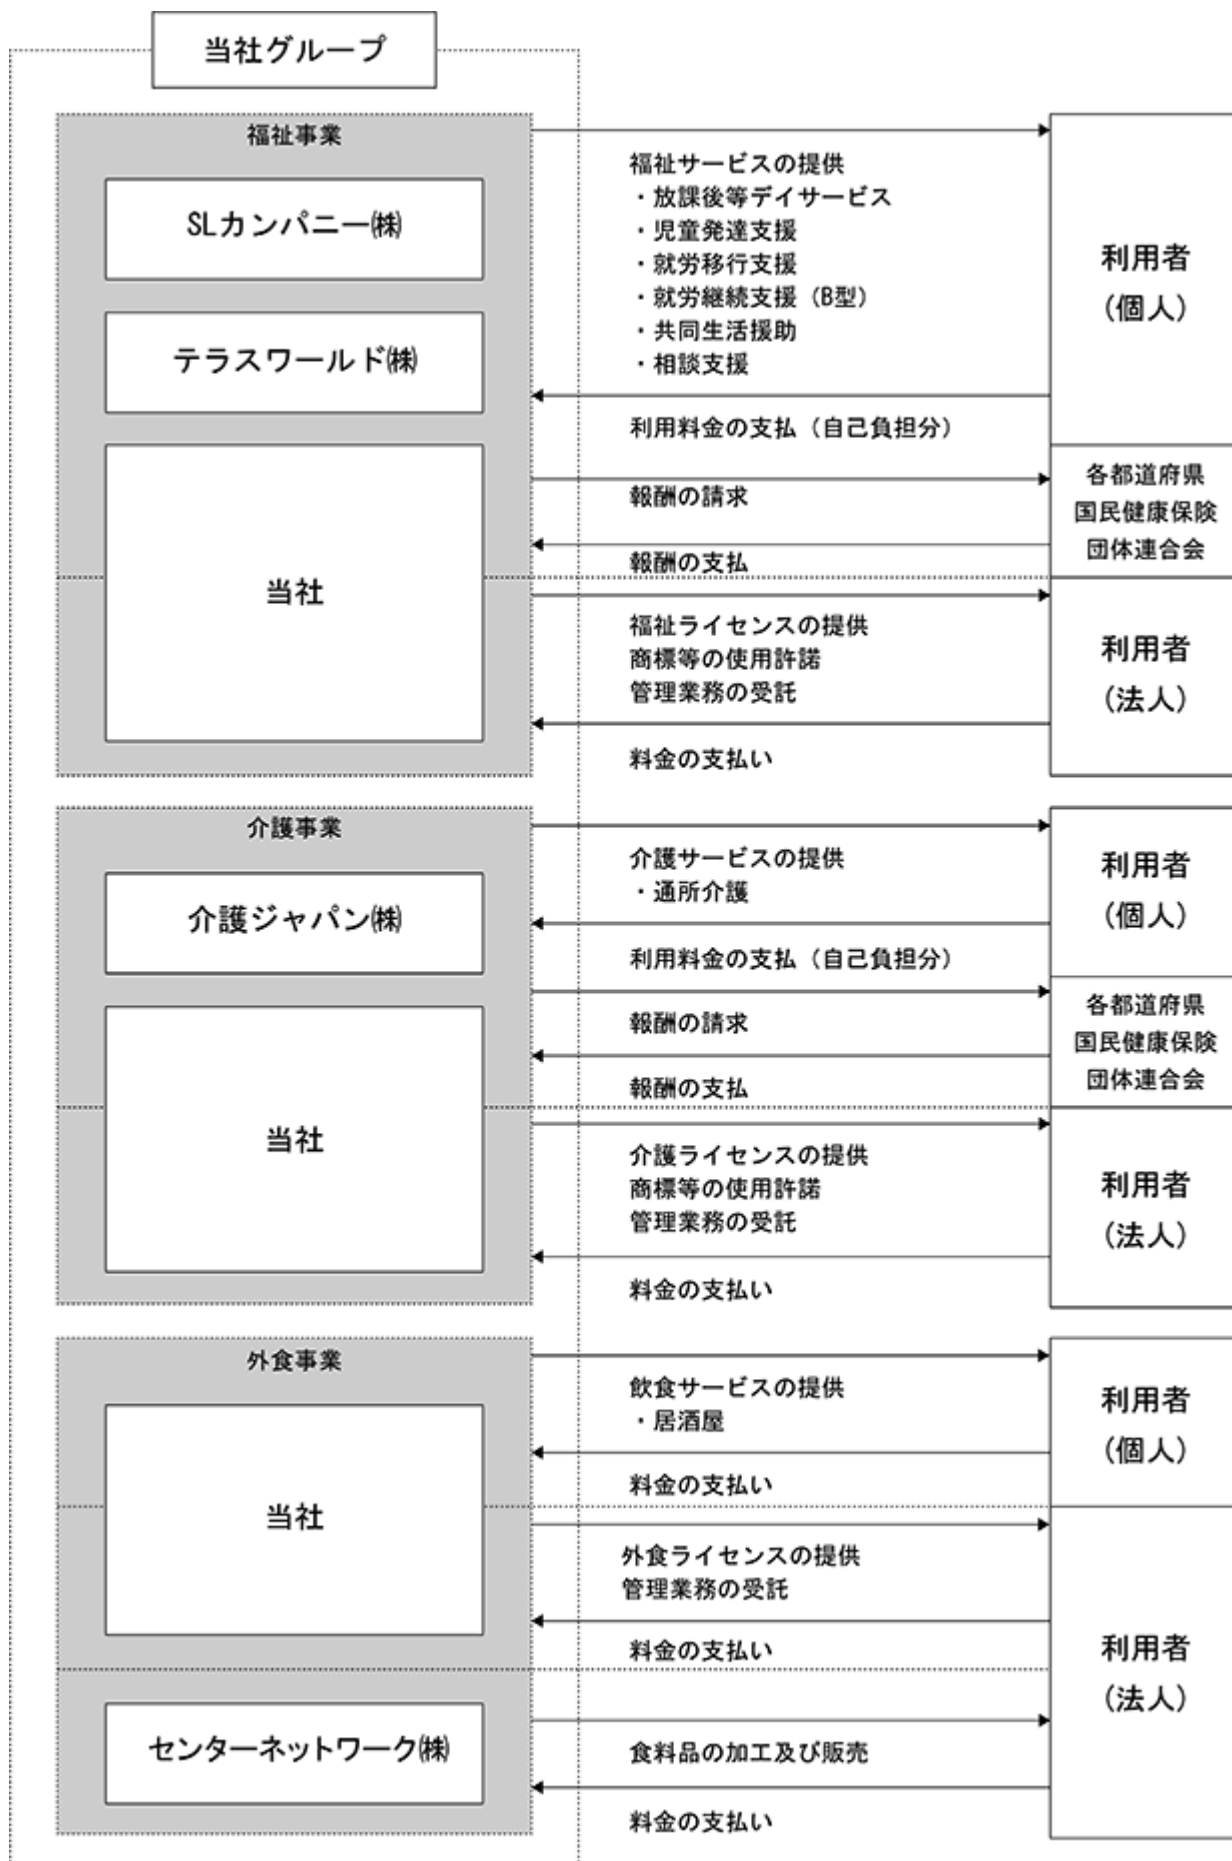 当社グループ
福祉事業
SLカンパニー㈱
テラスワールド㈱
当社
福祉サービスの提供
・放課後等デイサービス
・児童発達支援
・就労移行支援
・就労継続支援（B型）
・共同生活援助
・相談支援
利用料金の支払（自己負担分）
報酬の請求
報酬の支払
福祉ライセンスの提供
商標等の使用許諾
管理業務の受託
料金の支払い
利用者
（個人）
各都道府県
国民健康保険
団体連合会
利用者
（法人）
介護事業
介護ジャパン㈱
当社
介護サービスの提供
・通所介護
利用料金の支払（自己負担分）
報酬の請求
報酬の支払
介護ライセンスの提供
商標等の使用許諾
管理業務の受託
料金の支払い
利用者
（個人）
各都道府県
国民健康保険
団体連合会
利用者
（法人）
外食事業
当社
センターネットワーク㈱
飲食サービスの提供
・居酒屋
料金の支払い
外食ライセンスの提供
管理業務の受託
料金の支払い
食料品の加工及び販売
料金の支払い
利用者
（個人）
利用者
（法人）